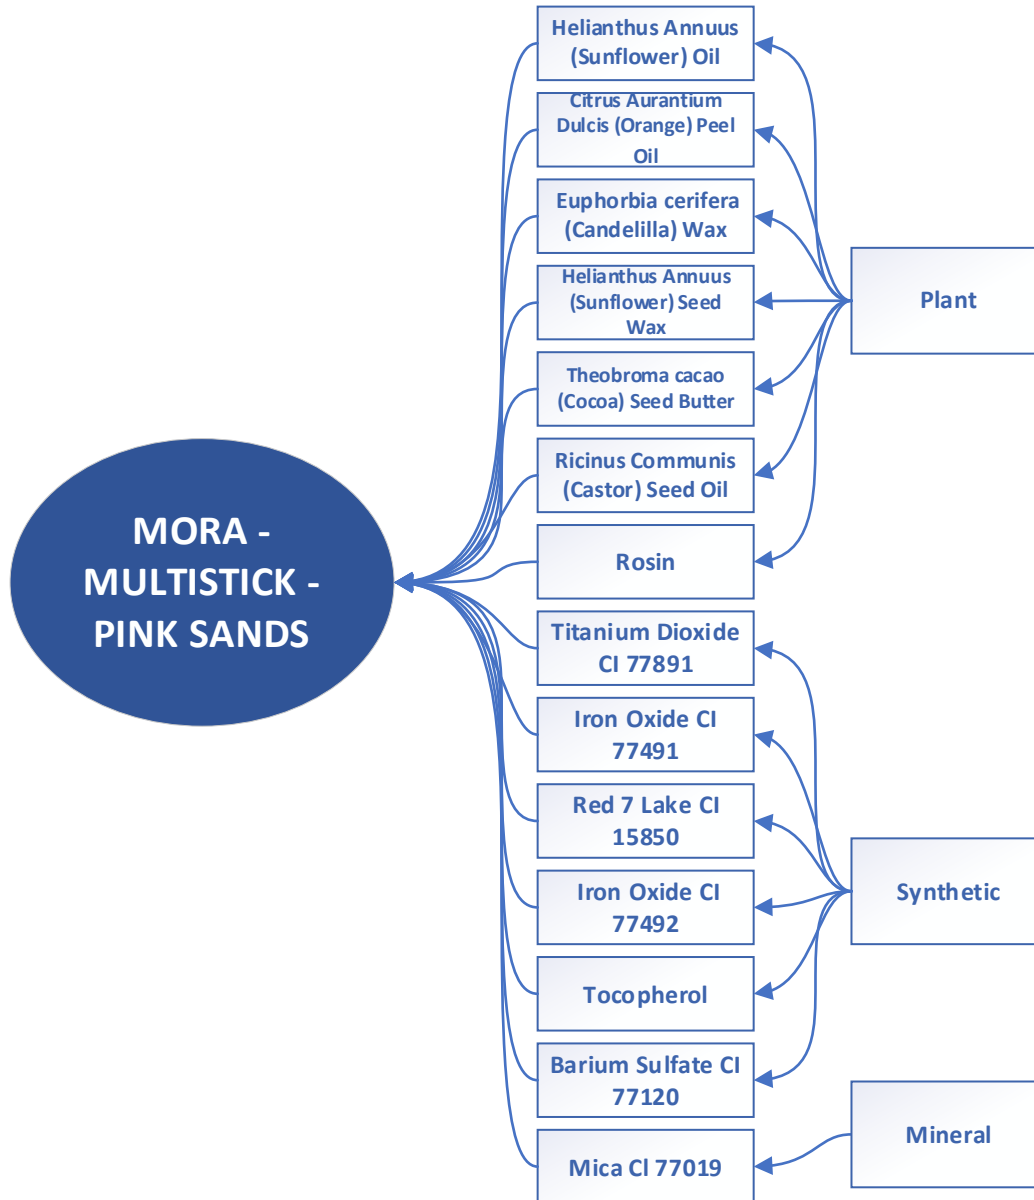 MORA -
MULTISTICK -
PINK SANDS
Helianthus Annuus
(Sunflower) Oil
Citrus Aurantium
Dulcis (Orange) Peel
Oil
Euphorbia cerifera
(Candelilla) Wax
Helianthus Annuus
(Sunflower) Seed
Wax
Theobroma cacao
(Cocoa) Seed Butter
Ricinus Communis
(Castor) Seed Oil
Rosin
Titanium Dioxide
CI 77891
Iron Oxide CI
77491
Red 7 Lake CI
15850
Iron Oxide CI
77492
Tocopherol
Barium Sulfate CI
77120
Mica Cl 77019
Plant
Synthetic
Mineral